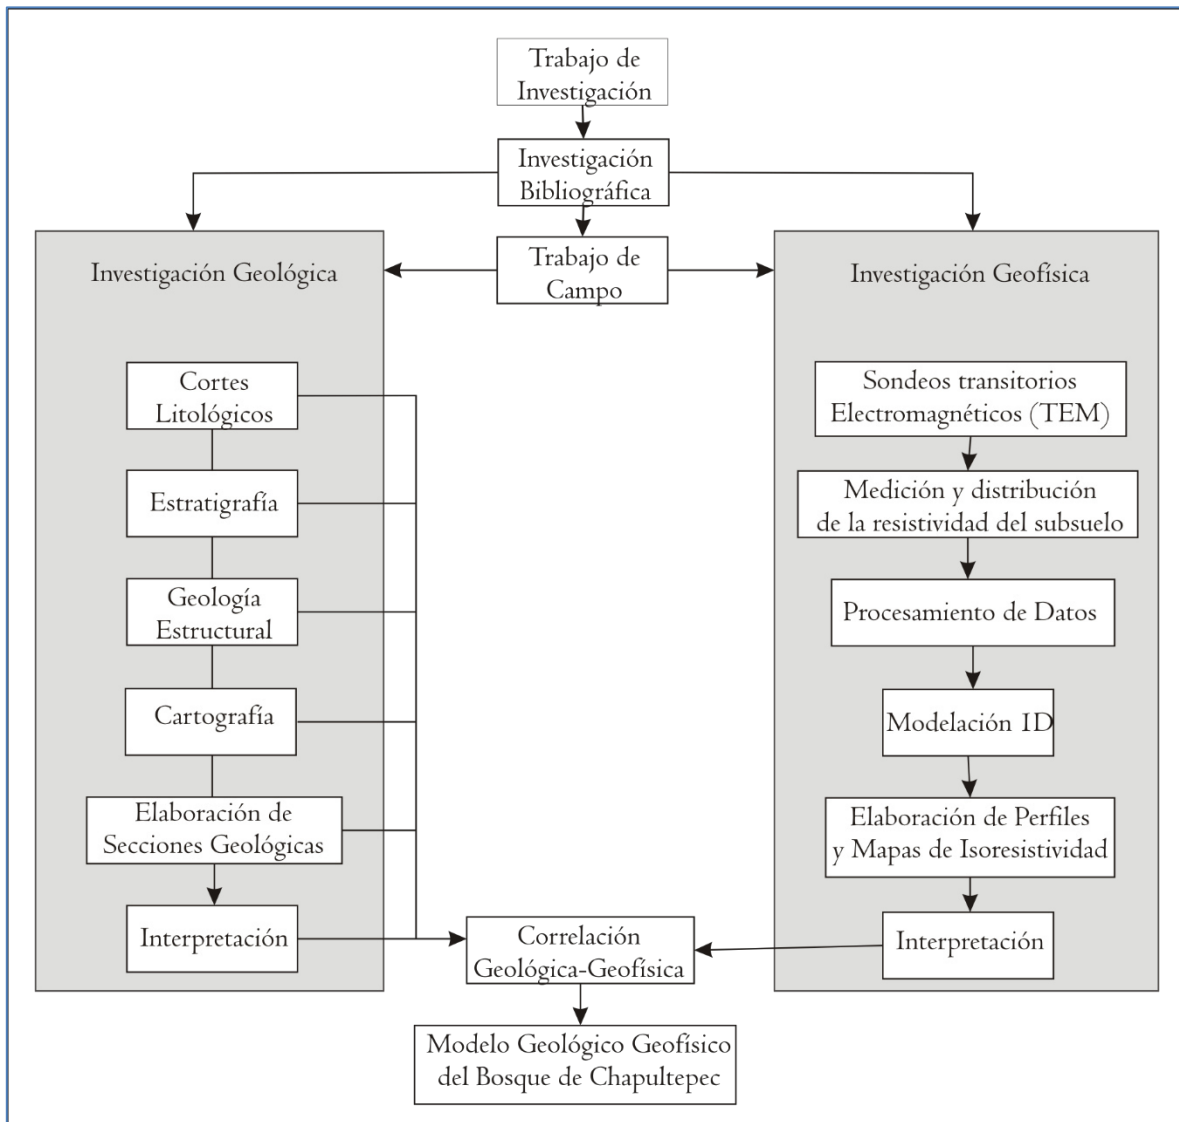 Trabajo de
Investigación
Investigación
Bibliográfica
Trabajo de
Campo
Investigación Geológica
Cortes
Litológicos
Estratigrafía
Geología
Estructural
Cartografía
Elaboración de
Secciones Geológicas
Interpretación
Investigación Geofísica
Sondeos transitorios
Electromagnéticos (TEM)
Medición y distribución
de la resistividad del subsuelo
Procesamiento de Datos
Modelación 1D
Elaboración de Perfiles
y Mapas de Isoresistividad
Interpretación
Correlación
Geológica-Geofísica
Modelo Geológico Geofísico
del Bosque de Chapultepec